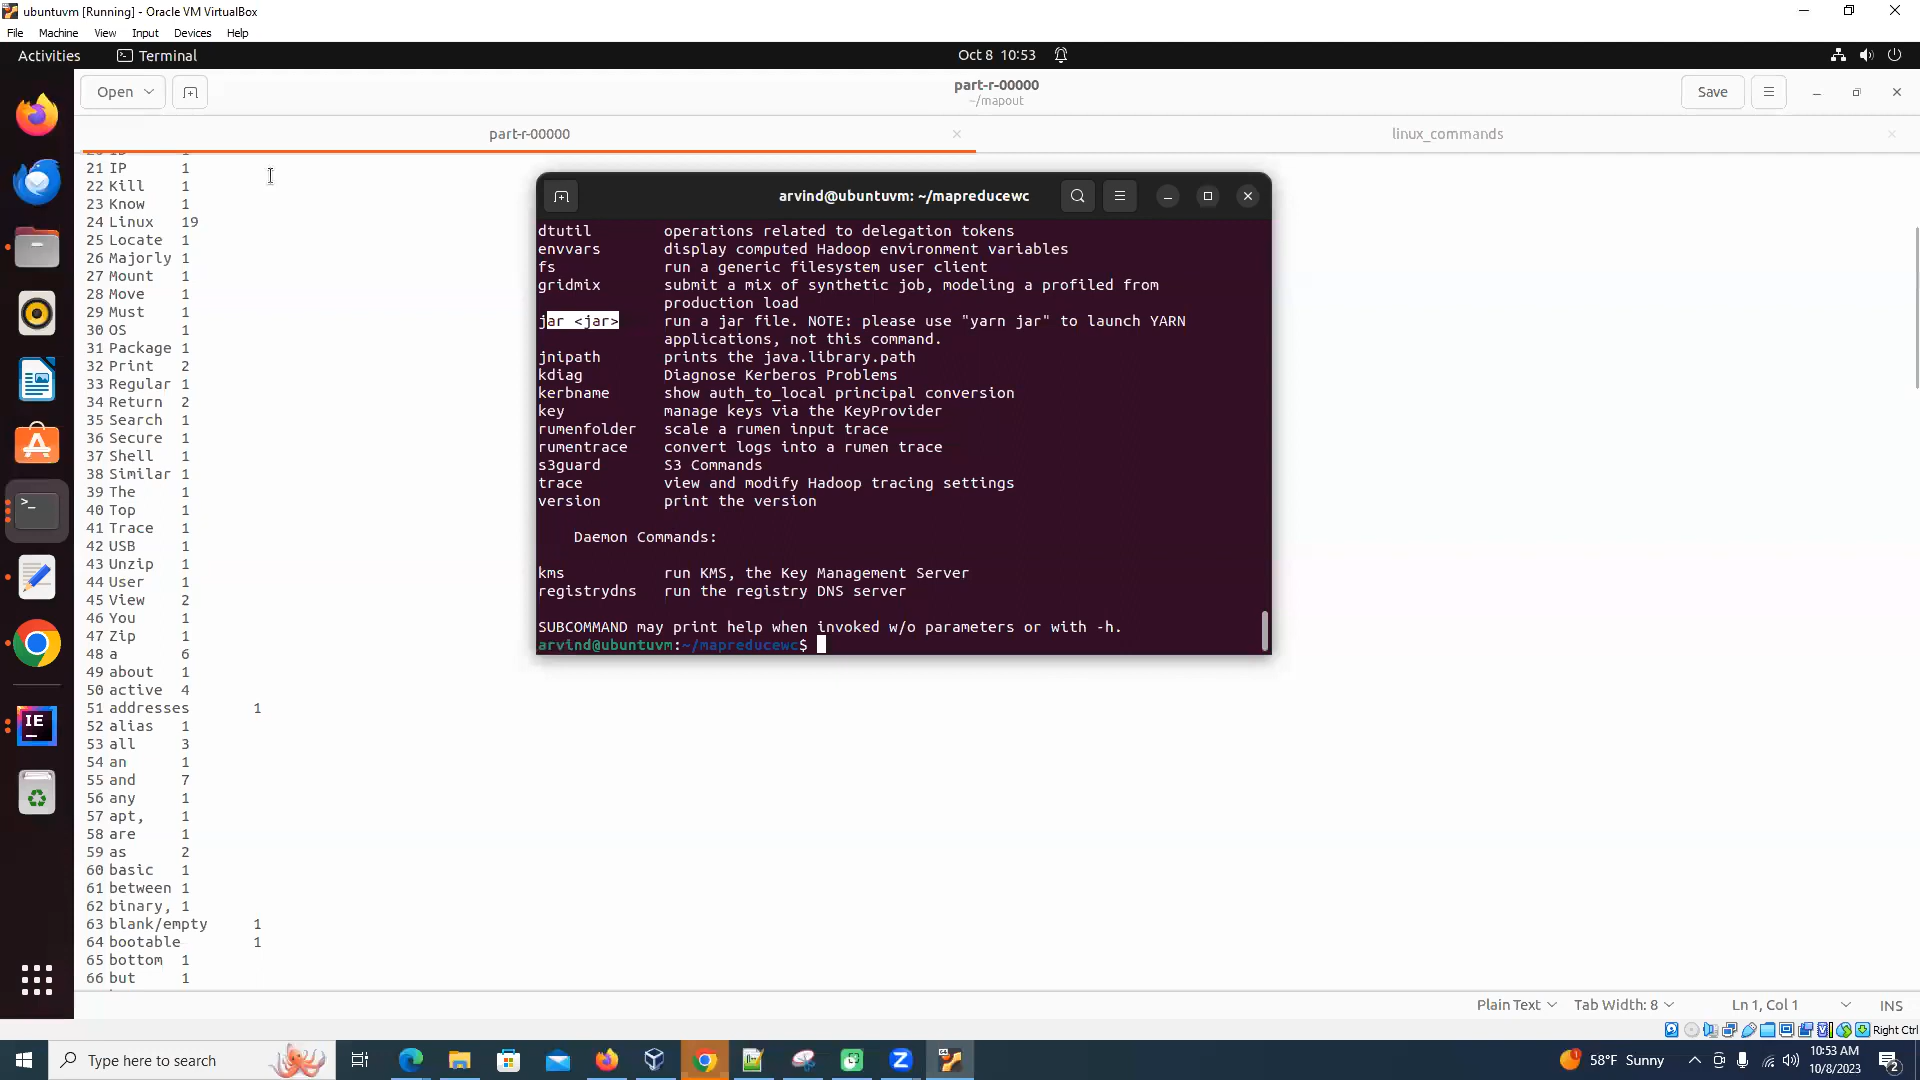 ubuntuvm [Running] - Oracle VM VirtualBox
File Machine View Input Devices Help
Activities Terminal Oct 8 10:53
Open part-r-00000 Save
~/mapout
part-r-00000 linux_commands
21 IP 1
22 Kill 1
23 Know 1
24 Linux 19
25 Locate 1
26 Majorly 1
27 Mount 1
28 Move 1
29 Must 1
30 OS 1
31 Package 1
32 Print 2
33 Regular 1
34 Return 2
35 Search 1
36 Secure 1
37 Shell 1
38 Similar 1
39 The 1
40 Top 1
41 Trace 1
42 USB 1
43 Unzip 1
44 User 1
45 View 2
46 You 1
47 Zip 1
48 a 6
49 about 1
50 active 4
51 addresses 1
52 alias 1
53 all 3
54 an 1
55 and 7
56 any 1
57 apt, 1
58 are 1
59 as 2
60 basic 1
61 between 1
62 binary, 1
63 blank/empty 1
64 bootable 1
65 bottom 1
66 but 1
arvind@ubuntuvm: ~/mapreducewc
dtutil operations related to delegation tokens
envvars display computed Hadoop environment variables
fs run a generic filesystem user client
gridmix submit a mix of synthetic job, modeling a profiled from
production load
jar <jar> run a jar file. NOTE: please use "yarn jar" to launch YARN
applications, not this command.
jnipath prints the java.library.path
kdiag Diagnose Kerberos Problems
kerbname show auth_to_local principal conversion
key manage keys via the KeyProvider
rumenfolder scale a rumen input trace
rumentrace convert logs into a rumen trace
s3guard S3 Commands
trace view and modify Hadoop tracing settings
version print the version
Daemon Commands:
kms run KMS, the Key Management Server
registrydns run the registry DNS server
SUBCOMMAND may print help when invoked w/o parameters or with -h.
arvind@ubuntuvm:~/mapreducewc$
Plain Text Tab Width: 8 Ln 1, Col 1 INS
Right Ctrl
Type here to search
58°F Sunny
10:53 AM
10/8/2023
2